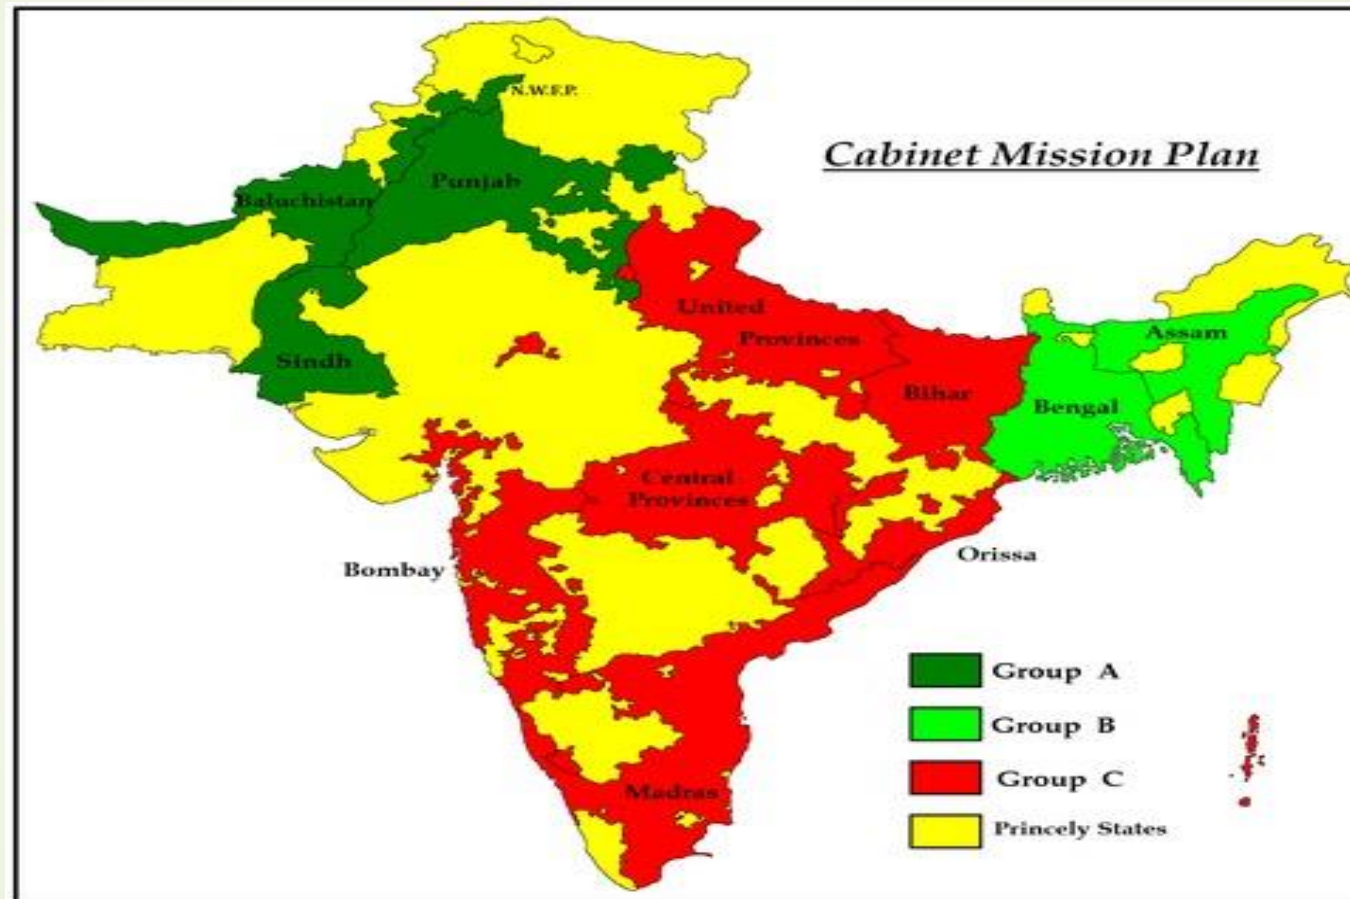 N.W.F.P.
Cabinet Mission Plan
Punjab
Baluchistan
United
Provinces
Assam
Sindh
Bihar
Bengal
Central
Provinces
Orissa
Bombay
Group A
Group B
Group C
Madras
Princely States